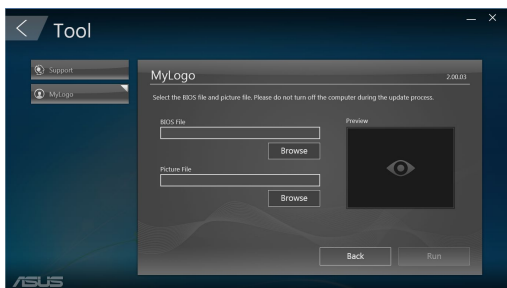 Tool
Support
MyLogo
MyLogo
2.00.03
Select the BIOS file and picture file. Please do not turn off the computer during the update process.
BIOS File
Preview
Browse
Picture File
Browse
Back
Run
ASUS